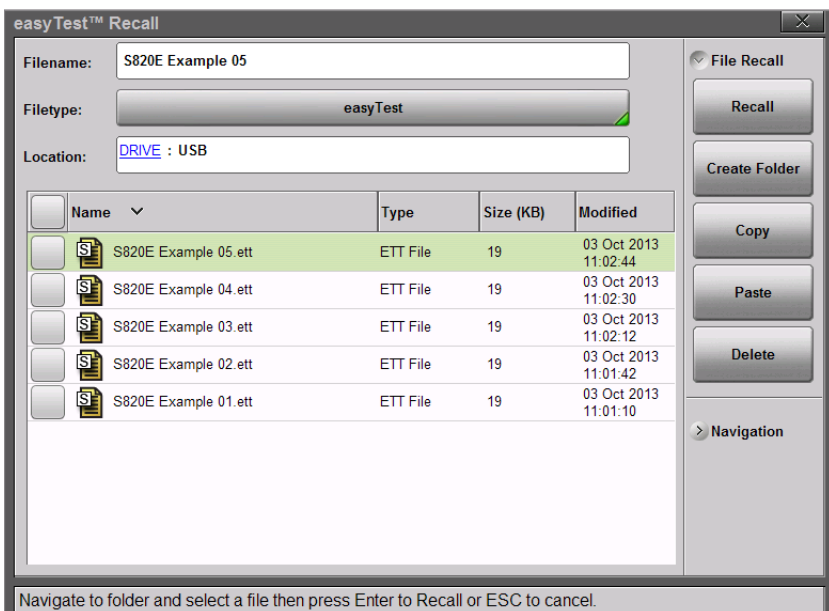 easyTest™ Recall
Filename: S820E Example 05
Filetype: easyTest
Location: DRIVE : USB
Name Type Size (KB) Modified
S820E Example 05.ett ETT File 19 03 Oct 2013
11:02:44
S820E Example 04.ett ETT File 19 03 Oct 2013
11:02:30
S820E Example 03.ett ETT File 19 03 Oct 2013
11:02:12
S820E Example 02.ett ETT File 19 03 Oct 2013
11:01:42
S820E Example 01.ett ETT File 19 03 Oct 2013
11:01:10
File Recall
Recall
Create Folder
Copy
Paste
Delete
Navigation
Navigate to folder and select a file then press Enter to Recall or ESC to cancel.